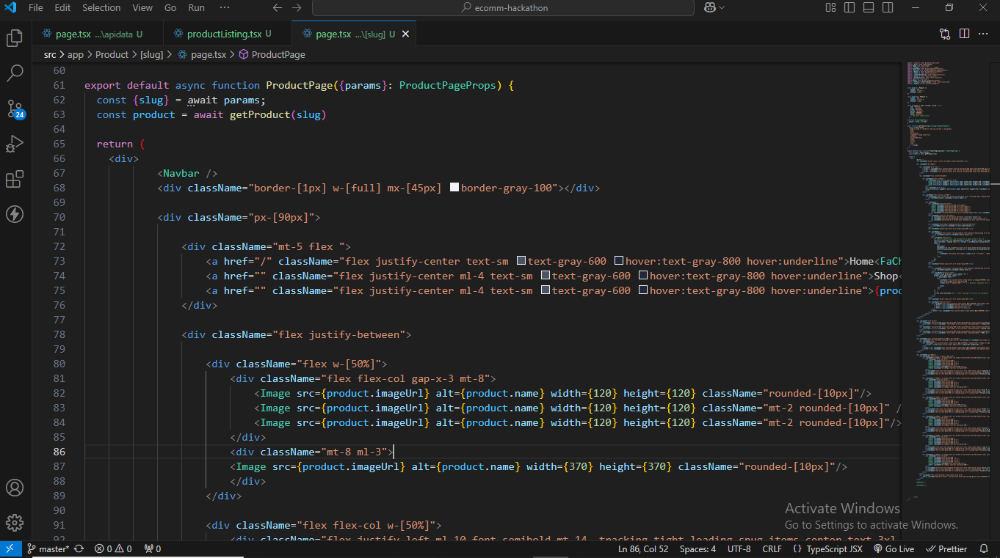 File Edit Selection View Go Run ··· ecomm-hackathon
page.tsx ...\apidata U productListing.tsx U page.tsx ...\[slug] U
src > app > Product > [slug] > page.tsx > ProductPage
60
61 export default async function ProductPage({params}: ProductPageProps) {
62 const {slug} = await params;
63 const product = await getProduct(slug)
64
65 return (
66 <div>
67 <Navbar />
68 <div className="border-[1px] w-[full] mx-[45px] border-gray-100"></div>
69
70 <div className="px-[90px]">
71
72 <div className="mt-5 flex ">
73 <a href="/" className="flex justify-center text-sm text-gray-600 hover:text-gray-800 hover:underline">Home<FaCh
74 <a href="" className="flex justify-center ml-4 text-sm text-gray-600 hover:text-gray-800 hover:underline">Shop<
75 <a href="" className="flex justify-center ml-4 text-sm text-gray-600 hover:text-gray-800 hover:underline">{prod
76 </div>
77
78 <div className="flex justify-between">
79
80 <div className="flex w-[50%]">
81 <div className="flex flex-col gap-x-3 mt-8">
82 <Image src={product.imageUrl} alt={product.name} width={120} height={120} className="rounded-[10px]"/>
83 <Image src={product.imageUrl} alt={product.name} width={120} height={120} className="mt-2 rounded-[10px]" /
84 <Image src={product.imageUrl} alt={product.name} width={120} height={120} className="mt-2 rounded-[10px]"/>
85 </div>
86 <div className="mt-8 ml-3">
87 <Image src={product.imageUrl} alt={product.name} width={370} height={370} className="rounded-[10px]"/>
88 </div>
89 </div>
90
91 <div className="flex flex-col w-[50%]">
92 <div className="flex justify-left ml-10 font-semibold mt-14 tracking-tight leading-snug items-center text-3xl
24
Activate Windows
Go to Settings to activate Windows.
master* 0 0 0 Ln 86, Col 52 Spaces: 4 UTF-8 CRLF {} TypeScript JSX Go Live Prettier